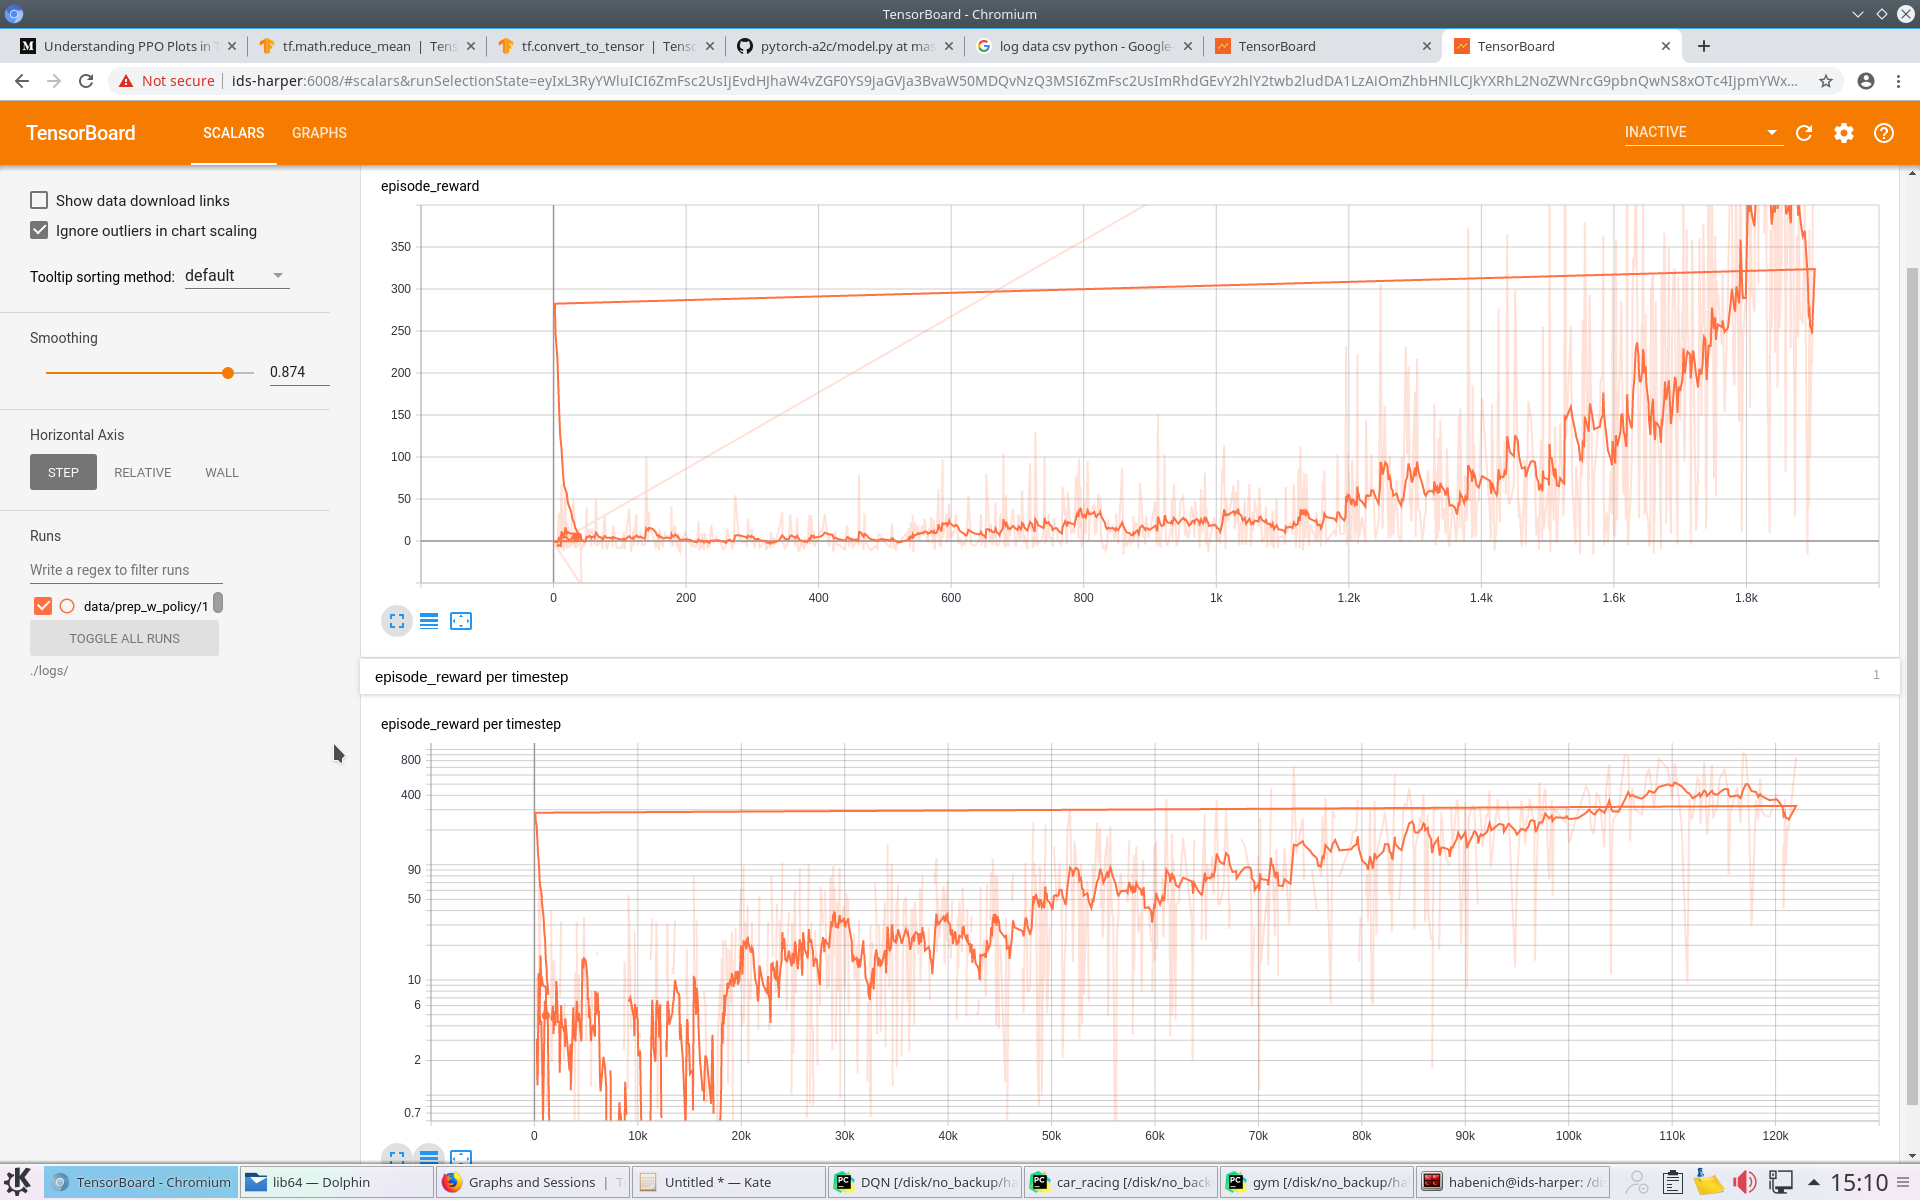 TensorBoard - Chromium
Understanding PPO Plots in T
tf.math.reduce_mean | Tens
tf.convert_to_tensor | Tenso
pytorch-a2c/model.py at mas
log data csv python - Google
TensorBoard
TensorBoard
Not secure
TensorBoard
SCALARS
GRAPHS
INACTIVE
Show data download links
Ignore outliers in chart scaling
Tooltip sorting method: default
Smoothing
0.874
Horizontal Axis
STEP
RELATIVE
WALL
Runs
Write a regex to filter runs
data/prep_w_policy/1
TOGGLE ALL RUNS
./logs/
episode_reward
350
300
250
200
150
100
50
0
0 200 400 600 800 1k 1.2k 1.4k 1.6k 1.8k
episode_reward per timestep
1
episode_reward per timestep
800
400
90
50
10
6
2
0.7
0 10k 20k 30k 40k 50k 60k 70k 80k 90k 100k 110k 120k
TensorBoard - Chromium
lib64 — Dolphin
Graphs and Sessions | T
Untitled * — Kate
DQN [/disk/no_backup/ha
car_racing [/disk/no_back
gym [/disk/no_backup/ha
habenich@ids-harper: /di
15:10